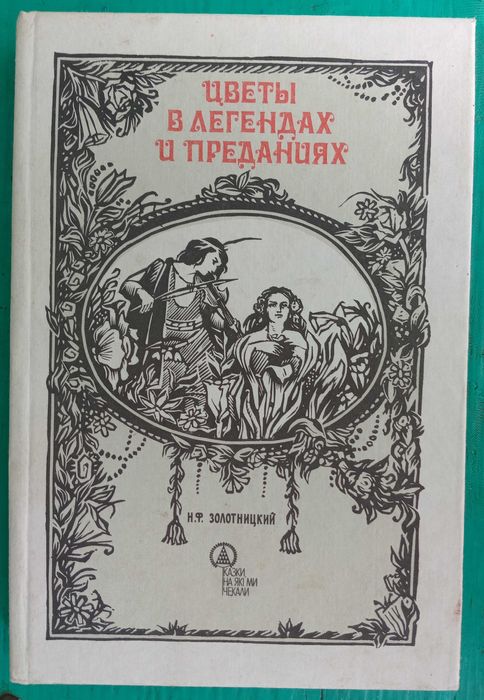 ЦВЕТЫ
В ЛЕГЕНДАХ
И ПРЕДАНИЯХ
Н.Ф. ЗОЛОТНИЦКИЙ
КАЗКИ,
НА ЯКІ МИ
ЧЕКАЛИ